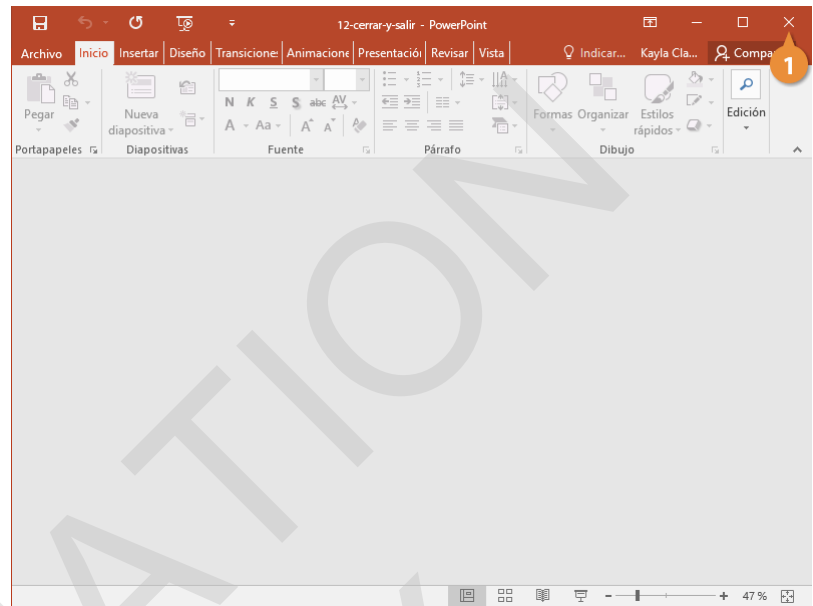 12-cerrar-y-salir - PowerPoint
Archivo Inicio Insertar Diseño Transicione: Animacione Presentació Revisar Vista Indicar... Kayla Cla... Compa
1
N K S S abc AV
Pegar Nueva diapositiva A Aa A A Formas Organizar Estilos rápidos Edición
Portapapeles Diapositivas Fuente Párrafo Dibujo
ATION
47 %